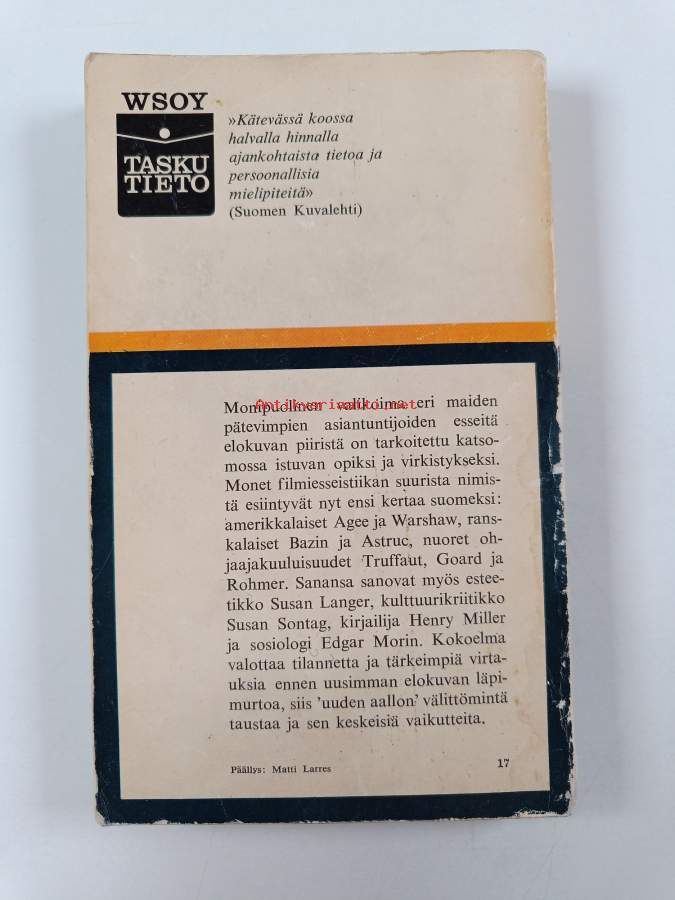 WSOY
TASKU
TIETO
»Kätevässä koossa
halvalla hinnalla
ajankohtaista tietoa ja
persoonallisia
mielipiteitä»
(Suomen Kuvalehti)
Antikvariaatti.net
Monipuolinen valikoima eri maiden
pätevimpien asiantuntijoiden esseitä
elokuvan piiristä on tarkoitettu katso-
mossa istuvan opiksi ja virkistykseksi.
Monet filmiesseistiikan suurista nimis-
tä esiintyvät nyt ensi kertaa suomeksi:
amerikkalaiset Agee ja Warshaw, rans-
kalaiset Bazin ja Astruc, nuoret oh-
jaajakuuluisuudet Truffaut, Goard ja
Rohmer. Sanansa sanovat myös estee-
tikko Susan Langer, kulttuurikriitikko
Susan Sontag, kirjailija Henry Miller
ja sosiologi Edgar Morin. Kokoelma
valottaa tilannetta ja tärkeimpiä virta-
uksia ennen uusimman elokuvan läpi-
murtoa, siis 'uuden aallon' välittömintä
taustaa ja sen keskeisiä vaikutteita.
Päällys: Matti Larres
17